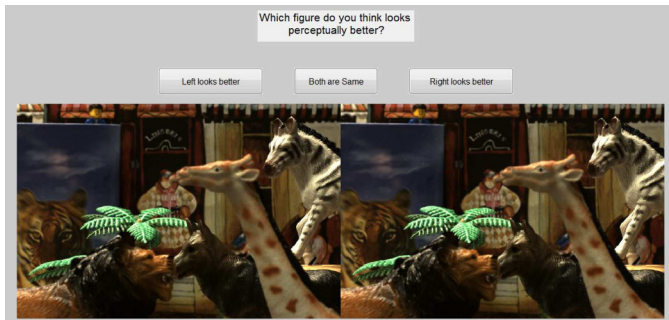 Which figure do you think looks
perceptually better?
Left looks better
Both are Same
Right looks better